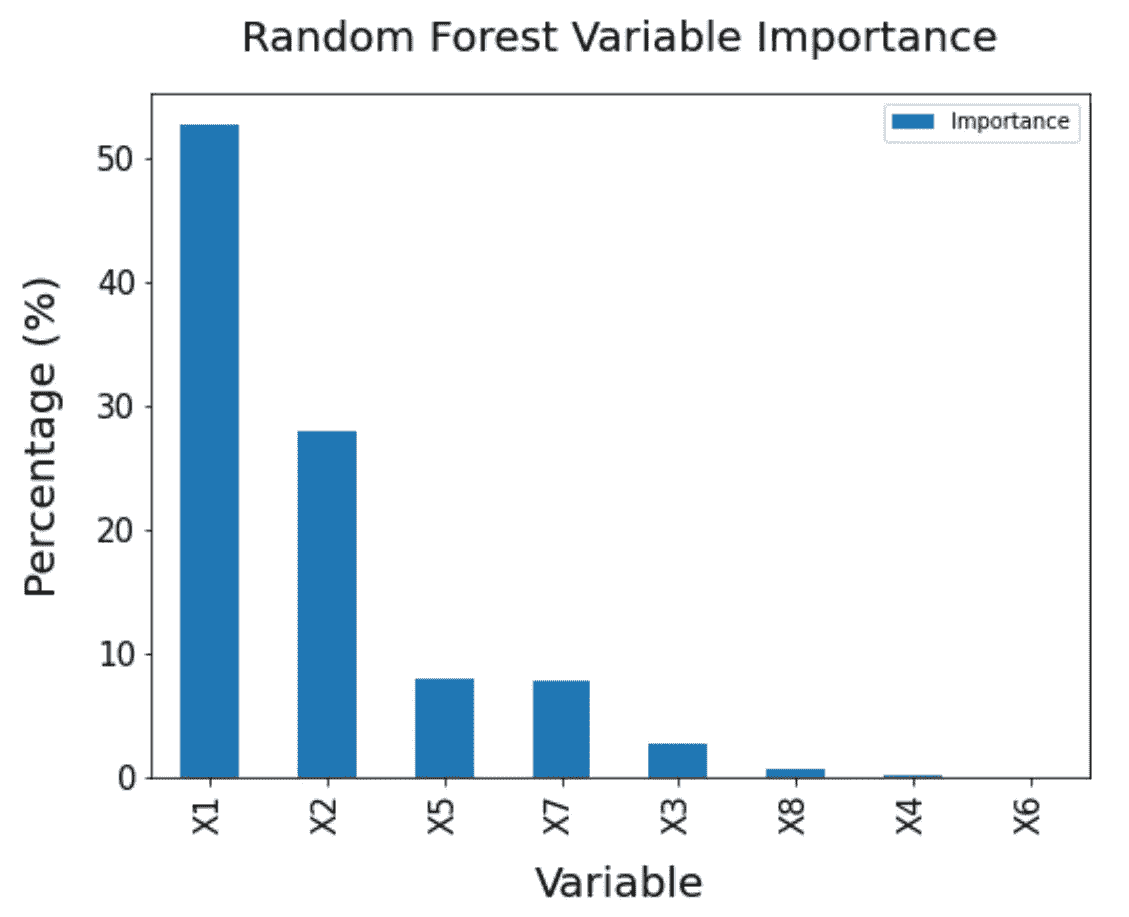 Random Forest Variable Importance
Importance
Percentage (%)
50
40
30
20
10
0
X1
X2
X5
X7
X3
X8
X4
X6
Variable